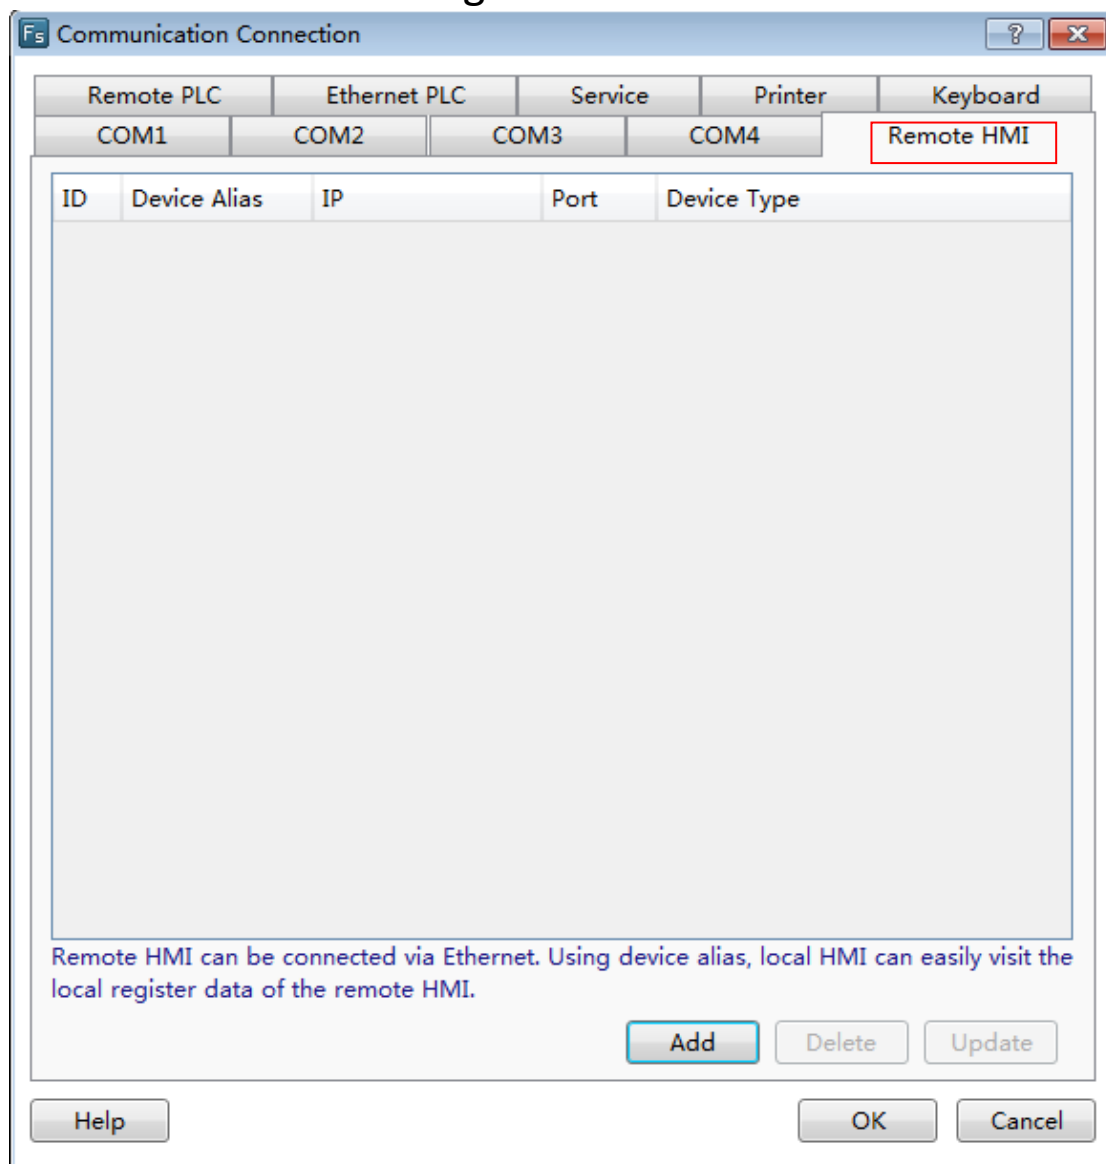 Fs Communication Connection ?
Remote PLC Ethernet PLC Service Printer Keyboard
COM1 COM2 COM3 COM4 Remote HMI
ID Device Alias IP Port Device Type
Remote HMI can be connected via Ethernet. Using device alias, local HMI can easily visit the
local register data of the remote HMI.
Add Delete Update
Help OK Cancel